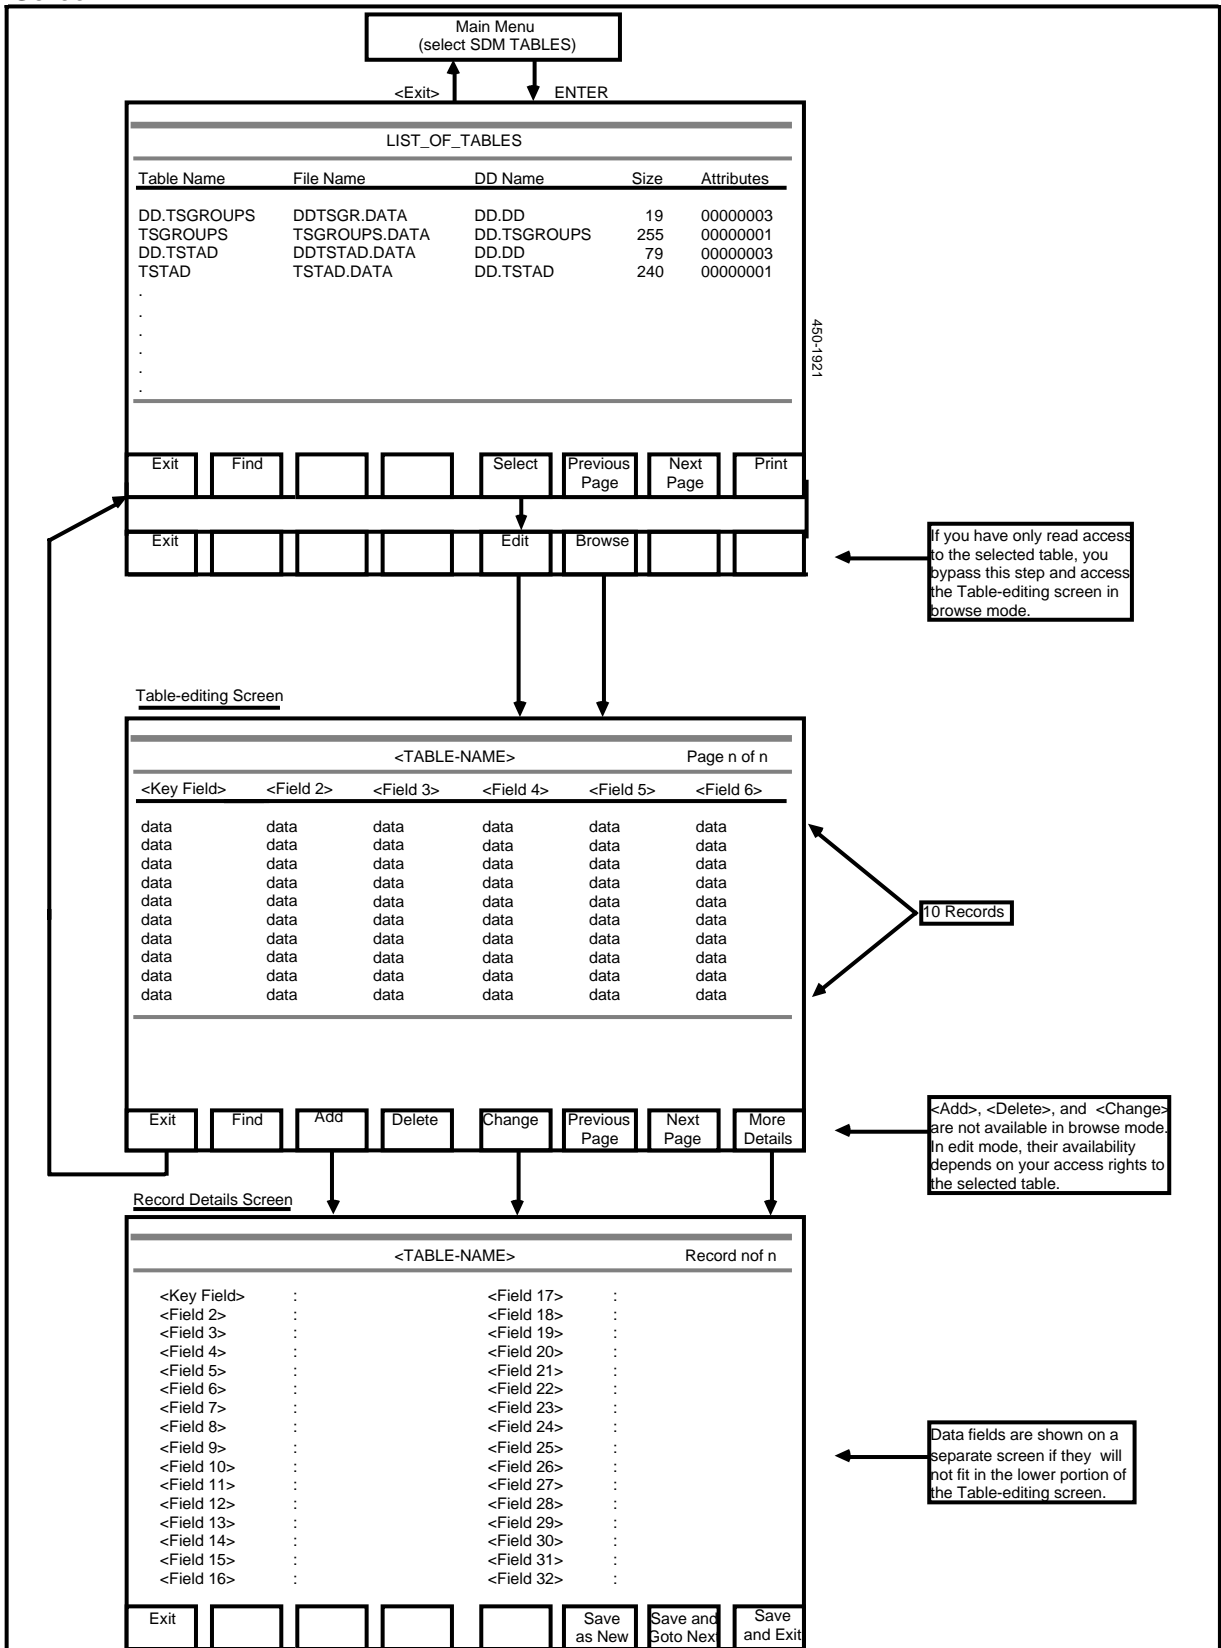 Main Menu
(select SDM TABLES)
<Exit> ENTER
LIST_OF_TABLES
Table Name File Name DD Name Size Attributes
DD.TSGROUPS DDTSGR.DATA DD.DD 19 00000003
TSGROUPS TSGROUPS.DATA DD.TSGROUPS 255 00000001
DD.TSTAD DDTSTAD.DATA DD.DD 79 00000003
TSTAD TSTAD.DATA DD.TSTAD 240 00000001
.
.
.
.
.
.
450-1921
Exit Find Select Previous Page Next Page Print
Exit Edit Browse
If you have only read access
to the selected table, you
bypass this step and access
the Table-editing screen in
browse mode.
Table-editing Screen
<TABLE-NAME> Page n of n
<Key Field> <Field 2> <Field 3> <Field 4> <Field 5> <Field 6>
data data data data data data
data data data data data data
data data data data data data
data data data data data data
data data data data data data
data data data data data data
data data data data data data
data data data data data data
data data data data data data
data data data data data data
10 Records
Exit Find Add Delete Change Previous Page Next Page More Details
<Add>, <Delete>, and <Change>
are not available in browse mode.
In edit mode, their availability
depends on your access rights to
the selected table.
Record Details Screen
<TABLE-NAME> Record nof n
<Key Field> : <Field 17> :
<Field 2> : <Field 18> :
<Field 3> : <Field 19> :
<Field 4> : <Field 20> :
<Field 5> : <Field 21> :
<Field 6> : <Field 22> :
<Field 7> : <Field 23> :
<Field 8> : <Field 24> :
<Field 9> : <Field 25> :
<Field 10> : <Field 26> :
<Field 11> : <Field 27> :
<Field 12> : <Field 28> :
<Field 13> : <Field 29> :
<Field 14> : <Field 30> :
<Field 15> : <Field 31> :
<Field 16> : <Field 32> :
Data fields are shown on a
separate screen if they will
not fit in the lower portion of
the Table-editing screen.
Exit Save as New Save and Goto Next Save and Exit